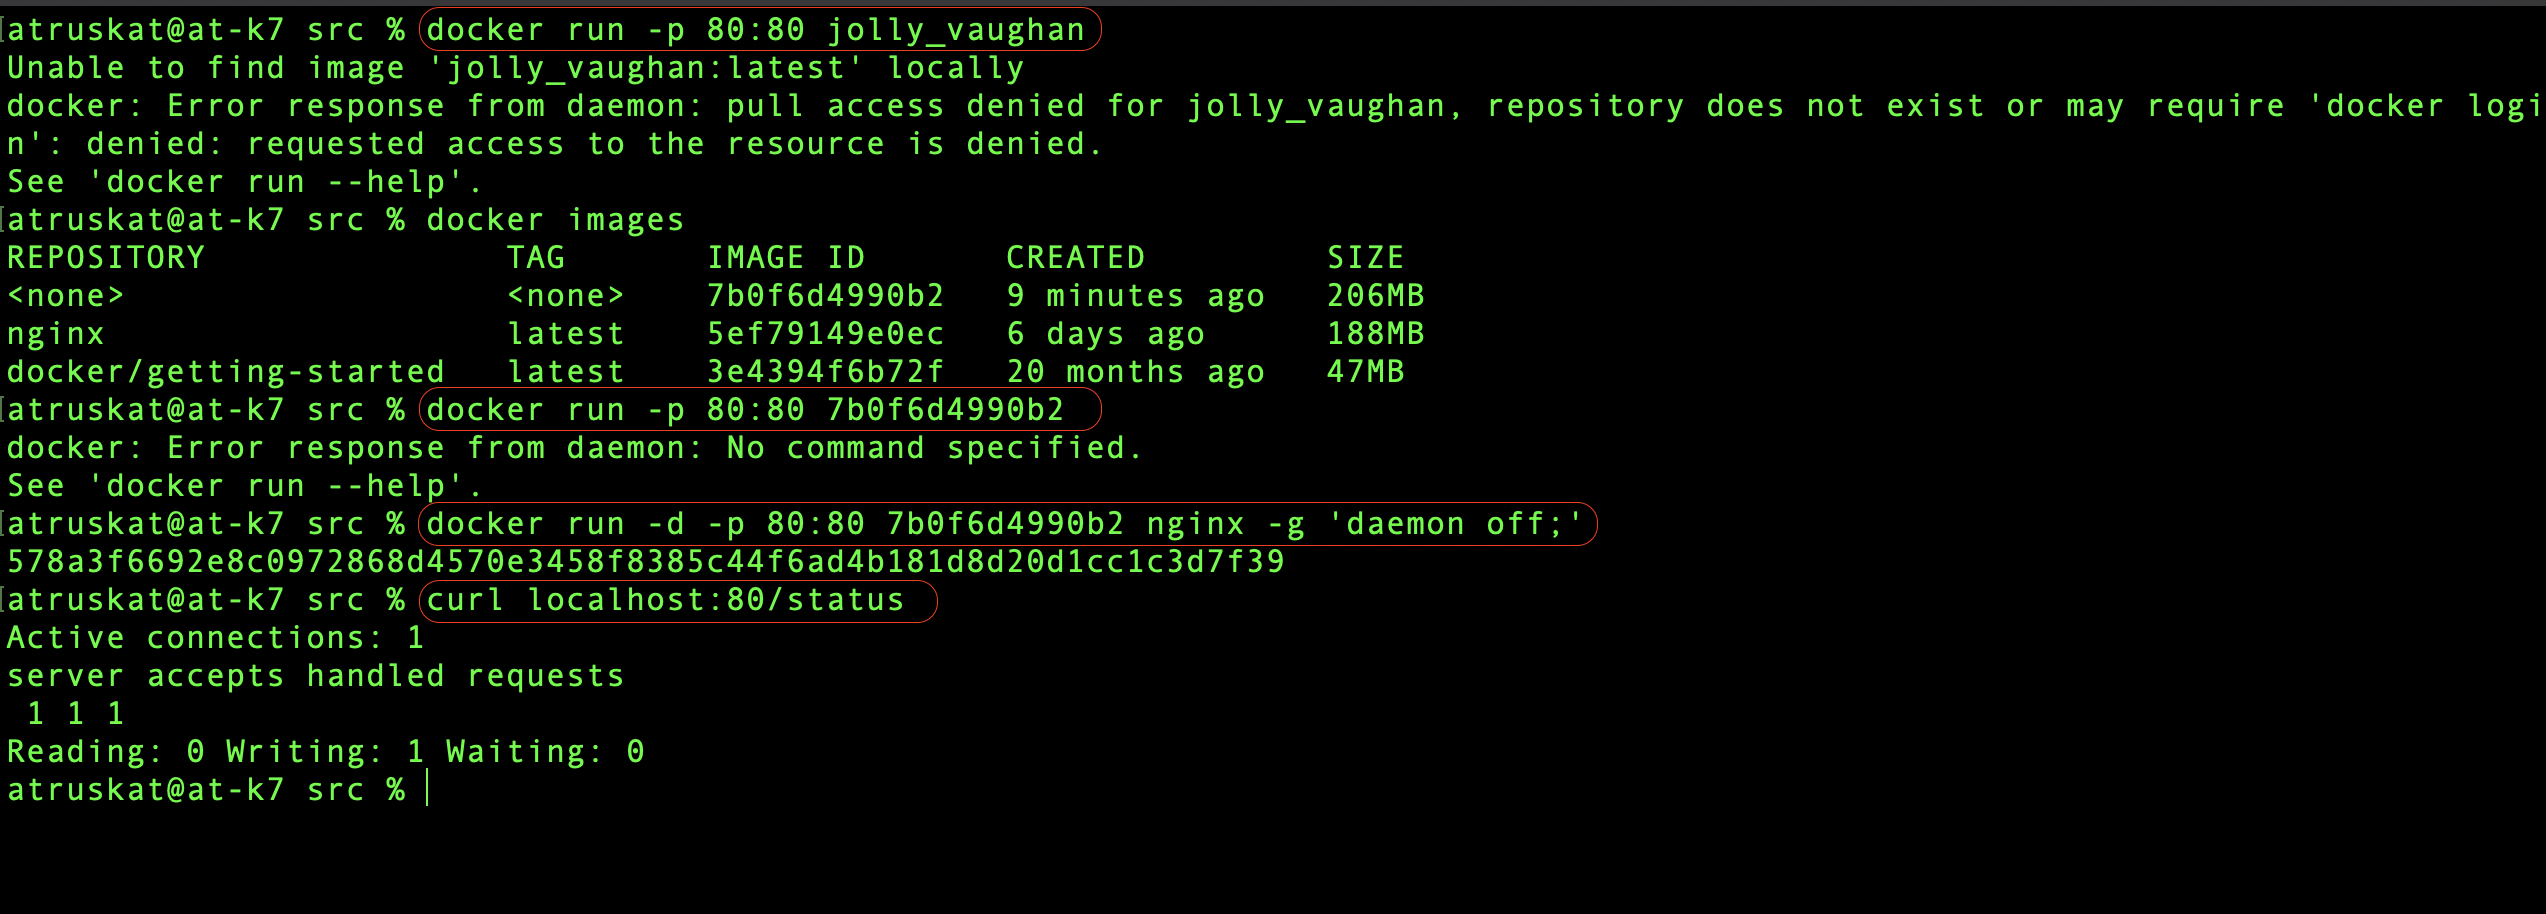 atruskat@at-k7 src % docker run -p 80:80 jolly_vaughan
Unable to find image 'jolly_vaughan:latest' locally
docker: Error response from daemon: pull access denied for jolly_vaughan, repository does not exist or may require 'docker logi
n': denied: requested access to the resource is denied.
See 'docker run --help'.
atruskat@at-k7 src % docker images
REPOSITORY TAG IMAGE ID CREATED SIZE
<none> <none> 7b0f6d4990b2 9 minutes ago 206MB
nginx latest 5ef79149e0ec 6 days ago 188MB
docker/getting-started latest 3e4394f6b72f 20 months ago 47MB
atruskat@at-k7 src % docker run -p 80:80 7b0f6d4990b2
docker: Error response from daemon: No command specified.
See 'docker run --help'.
atruskat@at-k7 src % docker run -d -p 80:80 7b0f6d4990b2 nginx -g 'daemon off;'
578a3f6692e8c0972868d4570e3458f8385c44f6ad4b181d8d20d1cc1c3d7f39
atruskat@at-k7 src % curl localhost:80/status
Active connections: 1
server accepts handled requests
 1 1 1
Reading: 0 Writing: 1 Waiting: 0
atruskat@at-k7 src %